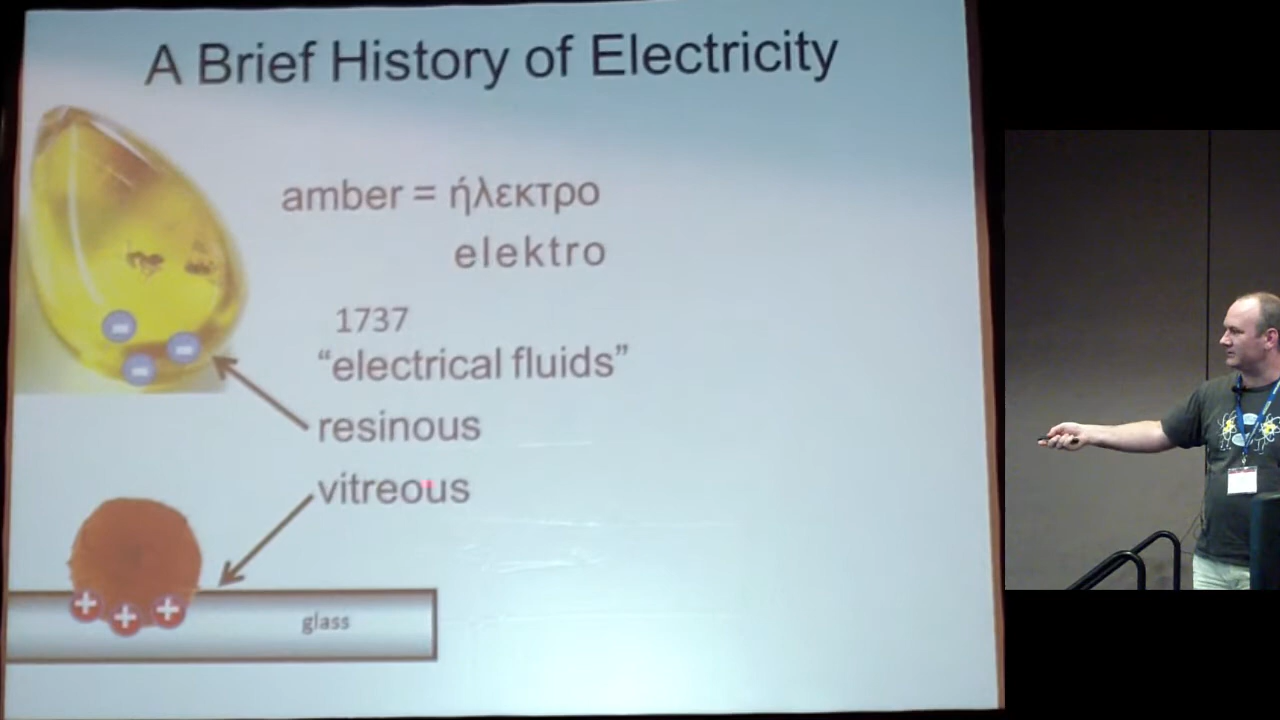 A Brief History of Electricity
amber = ήλεκτρο
elektro
1737
“electrical fluids”
resinous
vitreous
glass